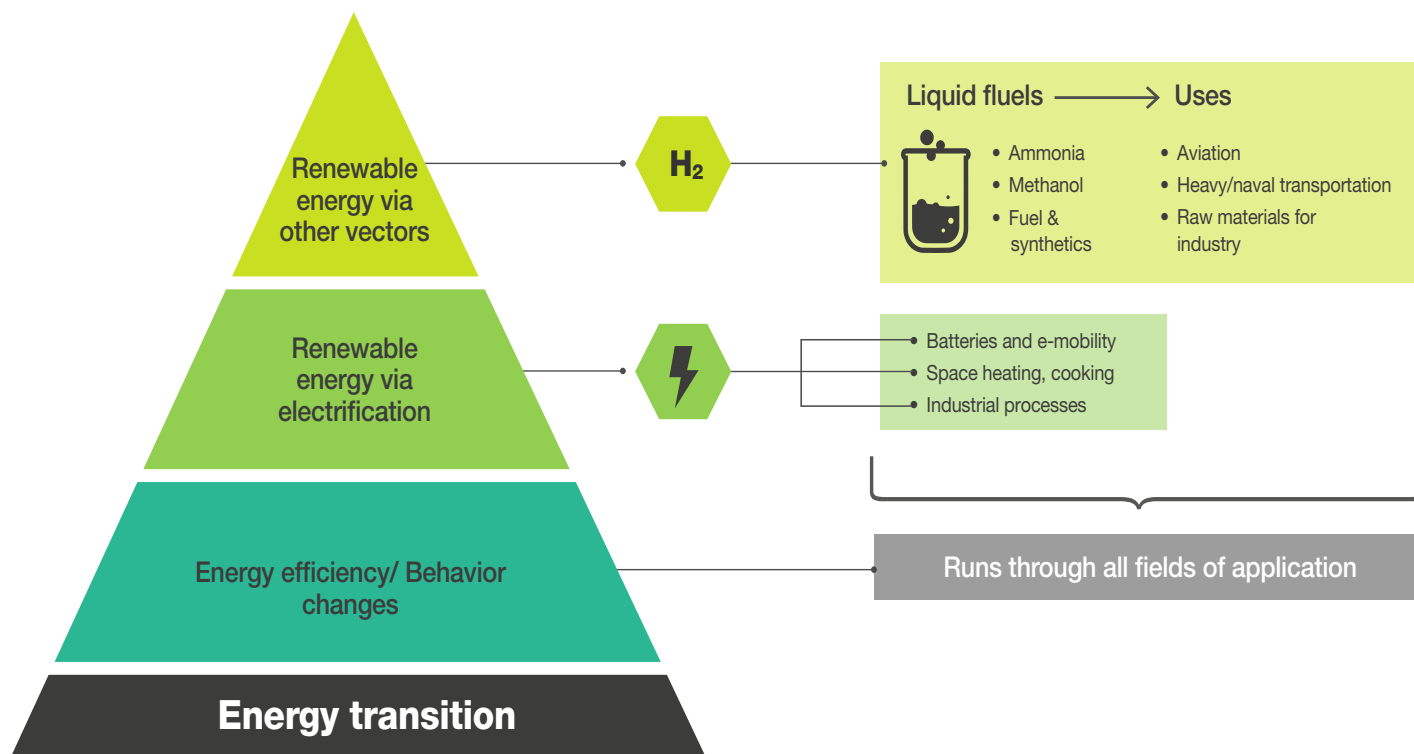 Renewable
energy via
other vectors
H₂
Liquid fluels
Uses
• Ammonia
• Methanol
• Fuel &
synthetics
• Aviation
• Heavy/naval transportation
• Raw materials for
industry
Renewable
energy via
electrification
• Batteries and e-mobility
• Space heating, cooking
• Industrial processes
Energy efficiency/ Behavior
changes
Runs through all fields of application
Energy transition